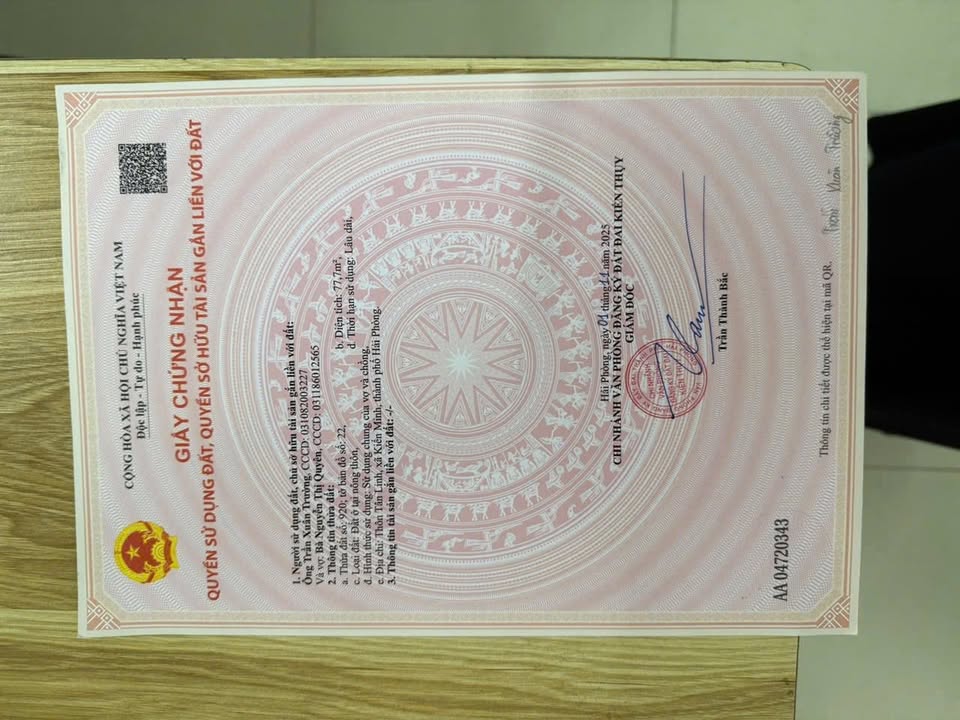 CỘNG HÒA XÃ HỘI CHỦ NGHĨA VIỆT NAM
Độc lập - Tự do - Hạnh phúc
GIẤY CHỨNG NHẬN
QUYỀN SỬ DỤNG ĐẤT, QUYỀN SỞ HỮU TÀI SẢN GẮN LIỀN VỚI ĐẤT
1. Người sử dụng đất, chủ sở hữu tài sản gắn liền với đất:
Ông Trần Xuân Trường, CCCD: 031082003227
Và vợ: Bà Nguyễn Thị Quyên, CCCD: 031186012565
2. Thông tin thửa đất:
a. Thửa đất số: 920; tờ bản đồ số: 22, b. Diện tích: 77,7m²,
c. Loại đất: Đất ở tại nông thôn, d. Thời hạn sử dụng: Lâu dài,
đ. Hình thức sử dụng: Sử dụng chung của vợ và chồng,
e. Địa chỉ: Thôn Tân Linh, xã Kiến Minh, thành phố Hải Phòng.
3. Thông tin tài sản gắn liền với đất: -/-
Hải Phòng, ngày 01 tháng 11 năm 2025
CHI NHÁNH VĂN PHÒNG ĐĂNG KÝ ĐẤT ĐAI KIẾN THỤY
GIÁM ĐỐC
Trần Thành Bắc
AA 04720343
Thông tin chi tiết được thể hiện tại mã QR.